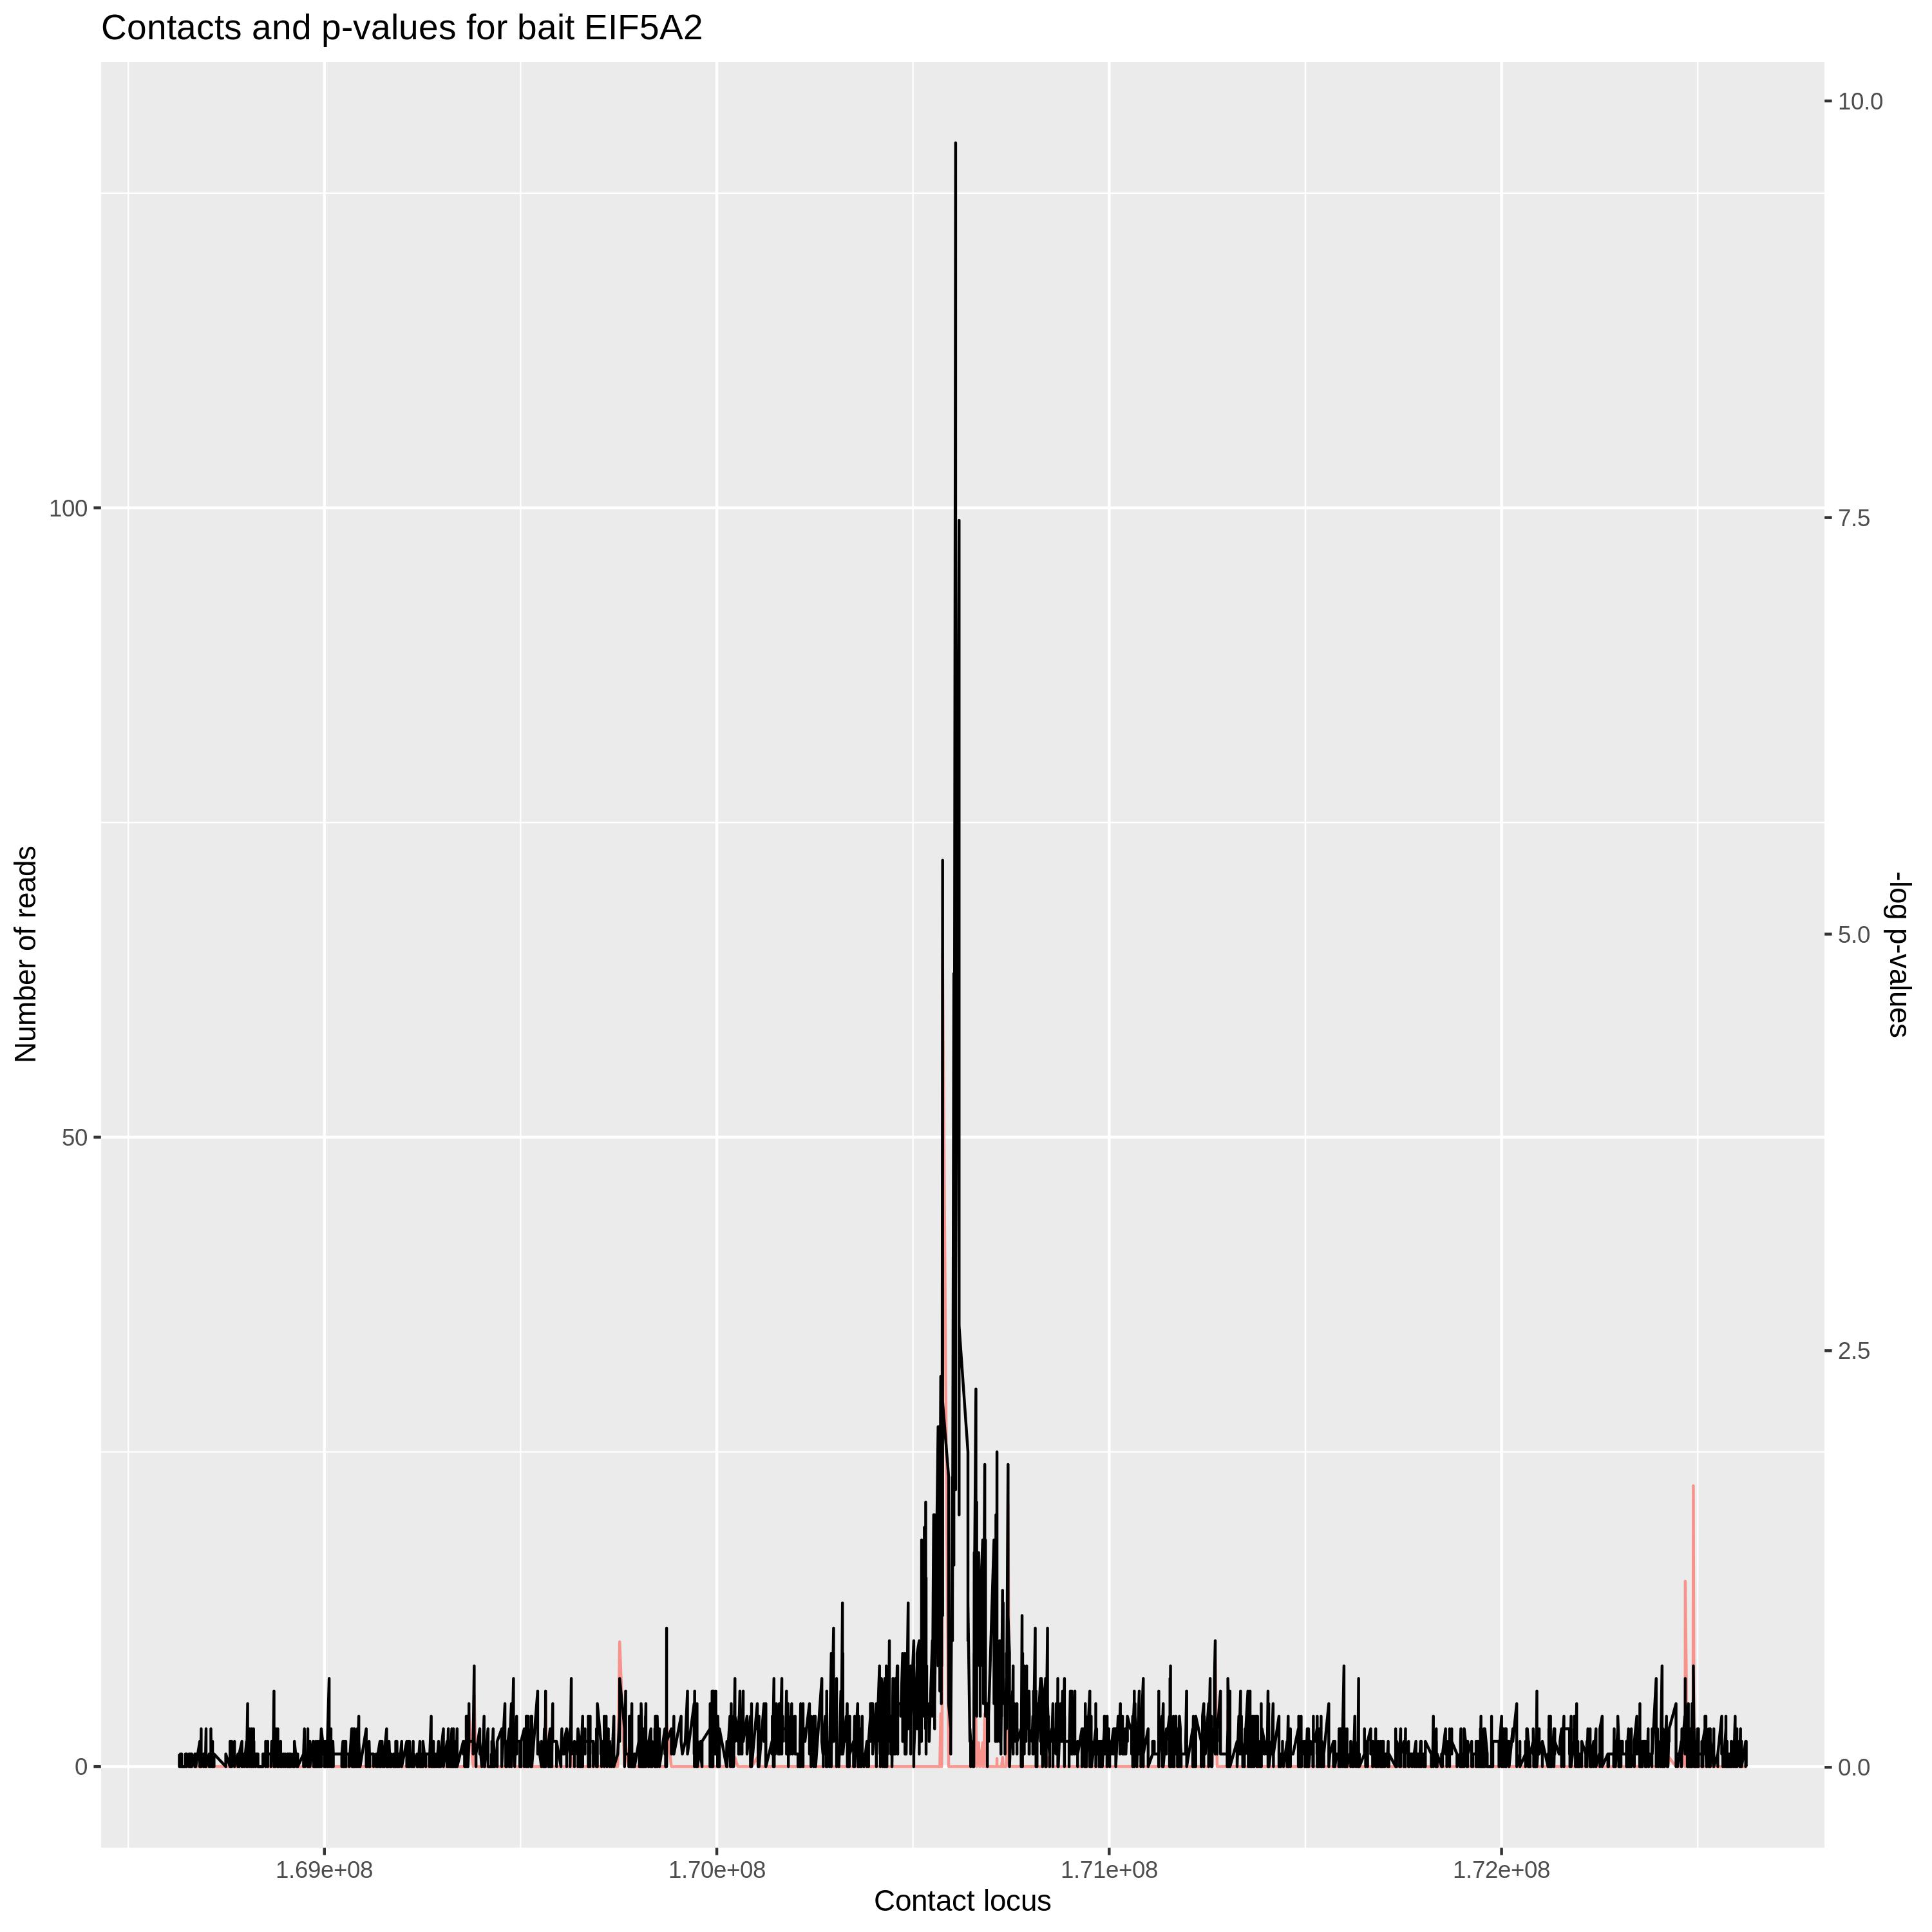 Contacts and p-values for bait EIF5A2
10.0
100
7.5
Number of reads
-log p-values
5.0
50
2.5
0
0.0
1.69e+08 1.70e+08 1.71e+08 1.72e+08
Contact locus